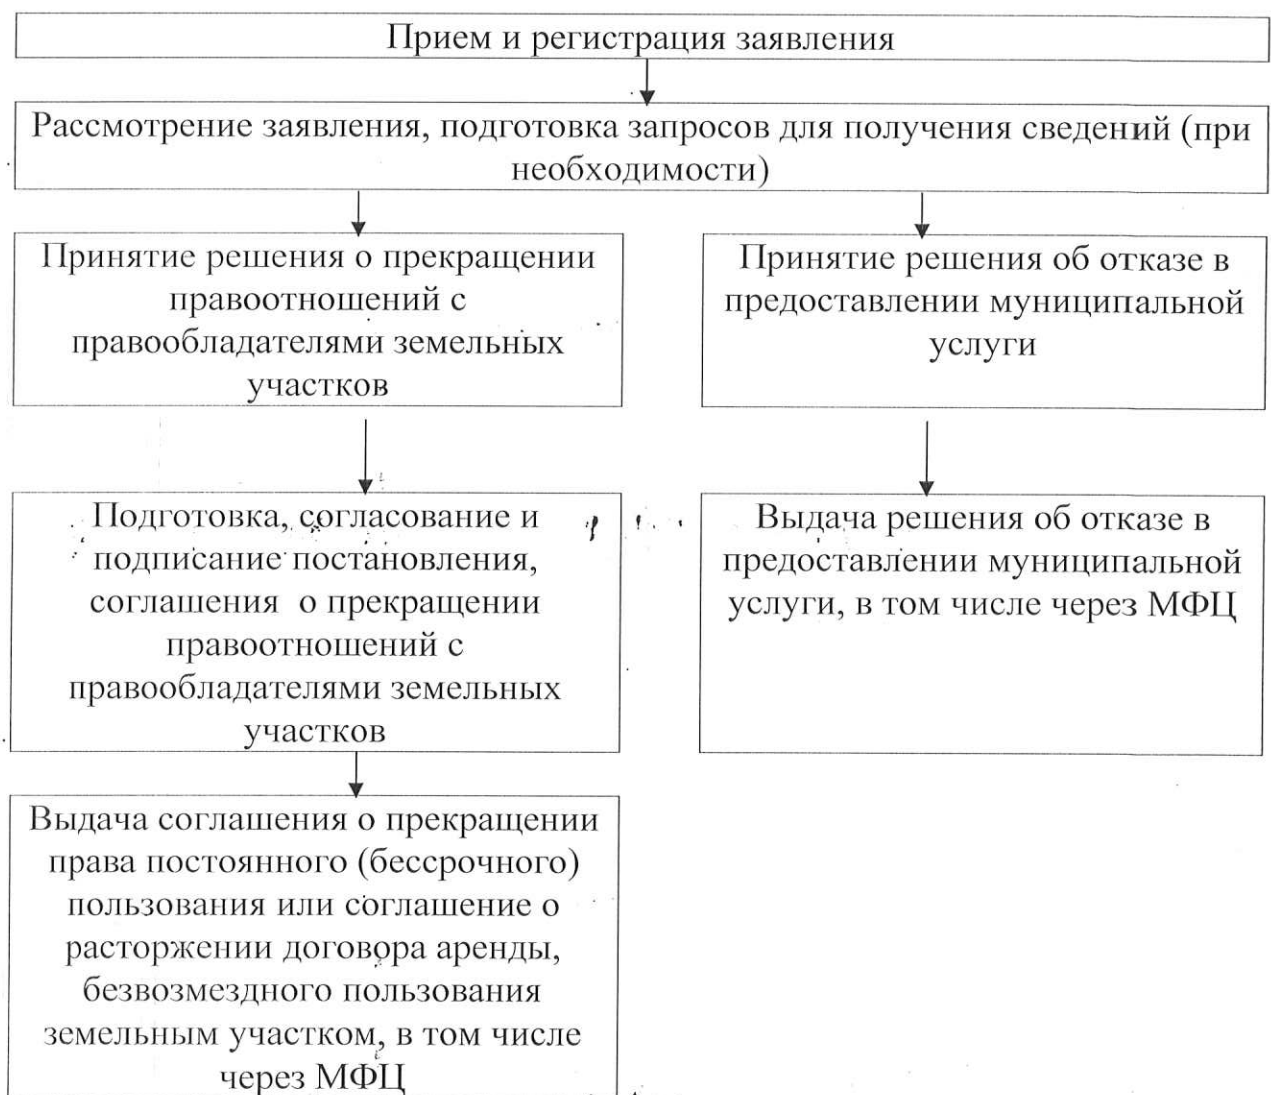 Прием и регистрация заявления
Рассмотрение заявления, подготовка запросов для получения сведений (при
необходимости)
Принятие решения о прекращении
правоотношений с
правообладателями земельных
участков
Принятие решения об отказе в
предоставлении муниципальной
услуги
Подготовка, согласование и
подписание постановления,
соглашения о прекращении
правоотношений с
правообладателями земельных
участков
Выдача решения об отказе в
предоставлении муниципальной
услуги, в том числе через МФЦ
Выдача соглашения о прекращении
права постоянного (бессрочного)
пользования или соглашение о
расторжении договора аренды,
безвозмездного пользования
земельным участком, в том числе
через МФЦ